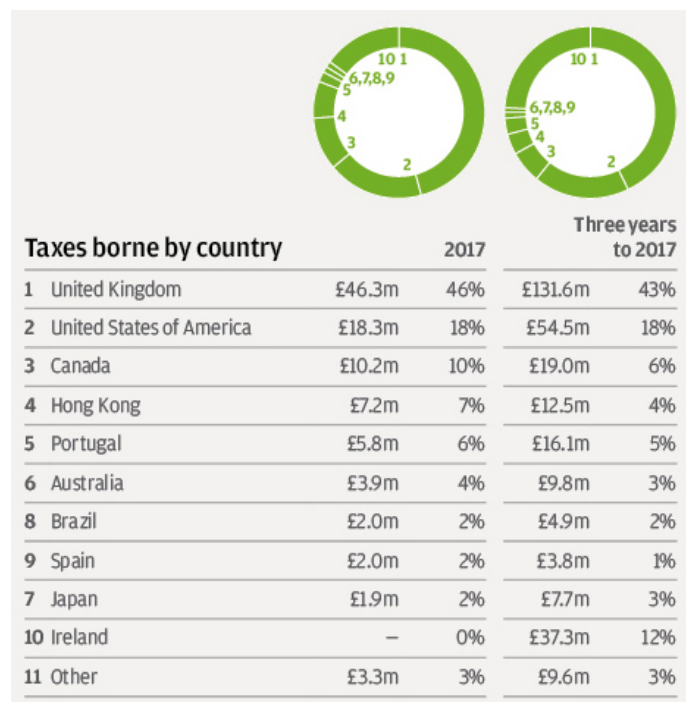 10 1
6,7,8,9
5
4
3
2
10 1
6,7,8,9
5
4
3
2
Three years
Taxes borne by country 2017 to 2017
1 United Kingdom £46.3m 46% £131.6m 43%
2 United States of America £18.3m 18% £54.5m 18%
3 Canada £10.2m 10% £19.0m 6%
4 Hong Kong £7.2m 7% £12.5m 4%
5 Portugal £5.8m 6% £16.1m 5%
6 Australia £3.9m 4% £9.8m 3%
8 Brazil £2.0m 2% £4.9m 2%
9 Spain £2.0m 2% £3.8m 1%
7 Japan £1.9m 2% £7.7m 3%
10 Ireland – 0% £37.3m 12%
11 Other £3.3m 3% £9.6m 3%